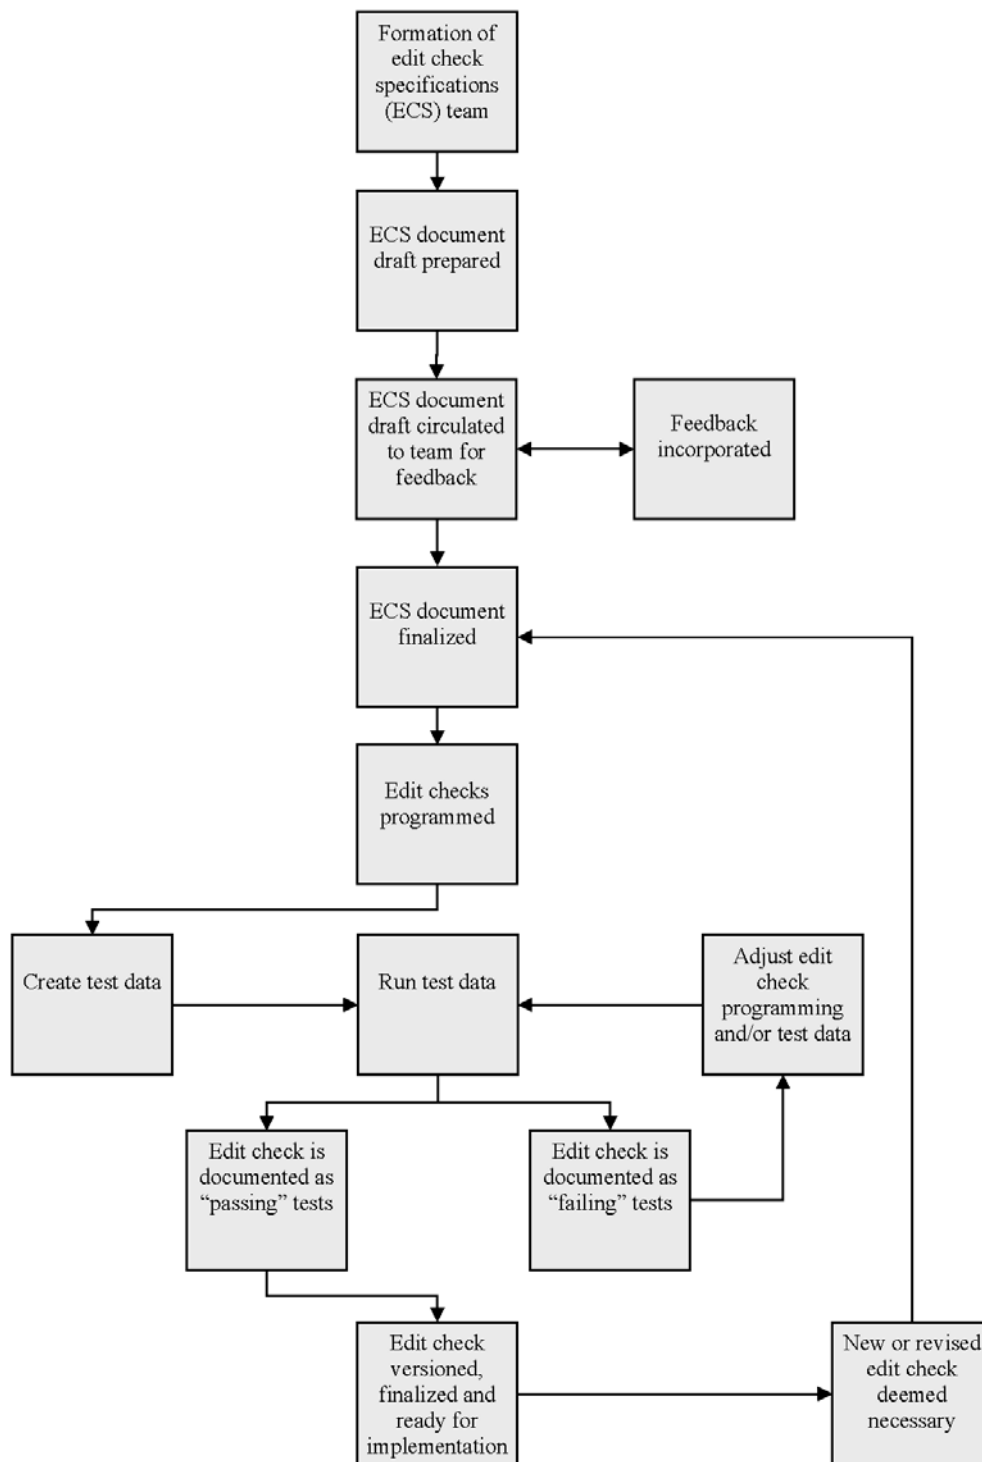 Formation of
edit check
specifications
(ECS) team
ECS document
draft prepared
ECS document
draft circulated
to team for
feedback
Feedback
incorporated
ECS document
finalized
Edit checks
programmed
Create test data
Run test data
Adjust edit
check
programming
and/or test data
Edit check is
documented as
“passing” tests
Edit check is
documented as
“failing” tests
Edit check
versioned,
finalized and
ready for
implementation
New or revised
edit check
deemed
necessary